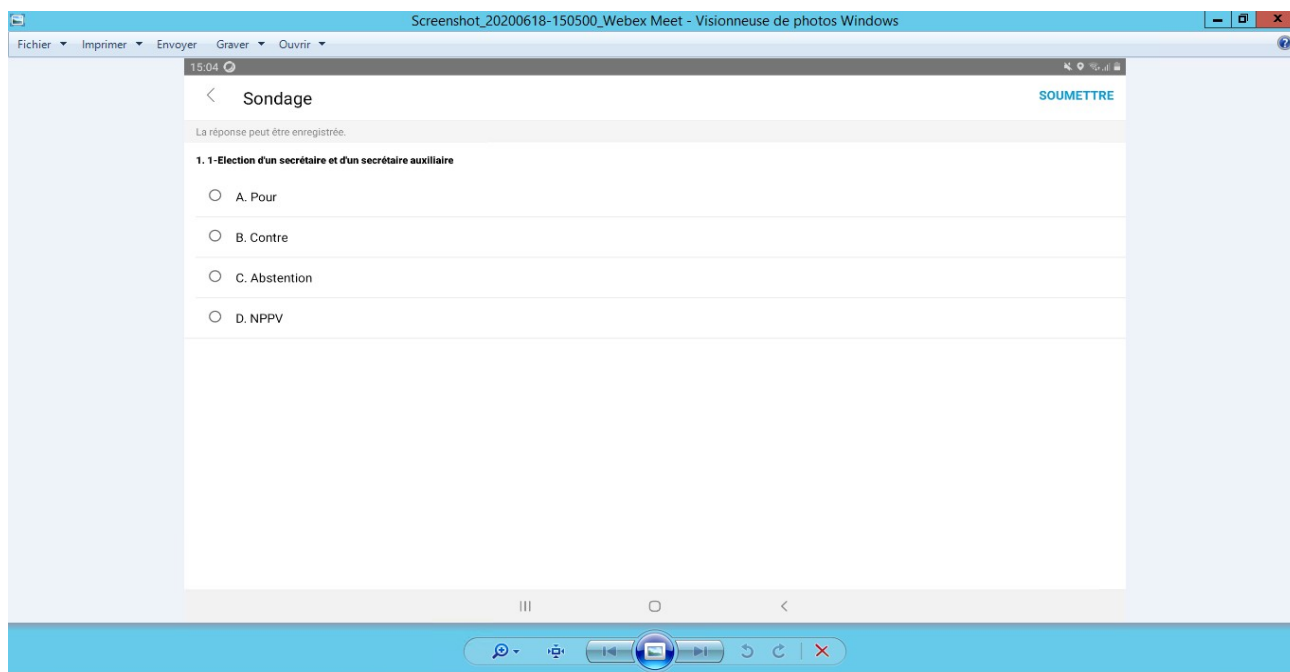 Screenshot_20200618-150500_Webex Meet - Visionneuse de photos Windows
Fichier Imprimer Envoyer Graver Ouvrir
15:04
Sondage SOUMETTRE
La réponse peut être enregistrée.
1. 1-Election d'un secrétaire et d'un secrétaire auxiliaire
A. Pour
B. Contre
C. Abstention
D. NPPV